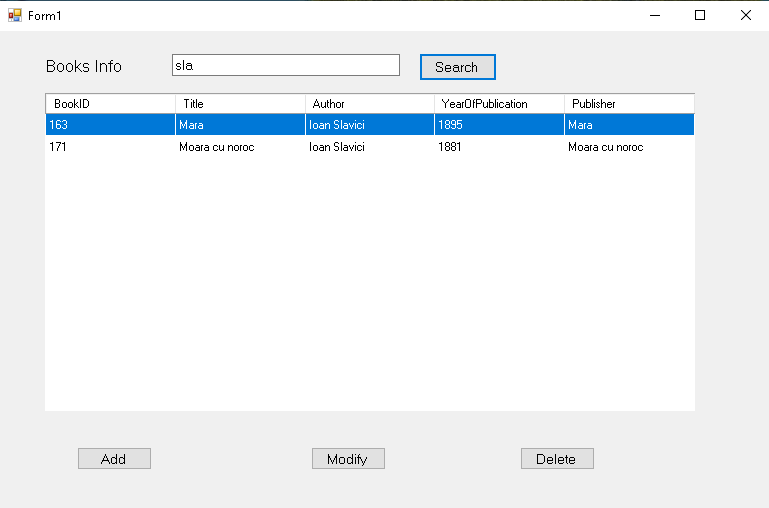 Form1
Books Info sla Search
BookID Title Author YearOfPublication Publisher
163 Mara Ioan Slavici 1895 Mara
171 Moara cu noroc Ioan Slavici 1881 Moara cu noroc
Add Modify Delete